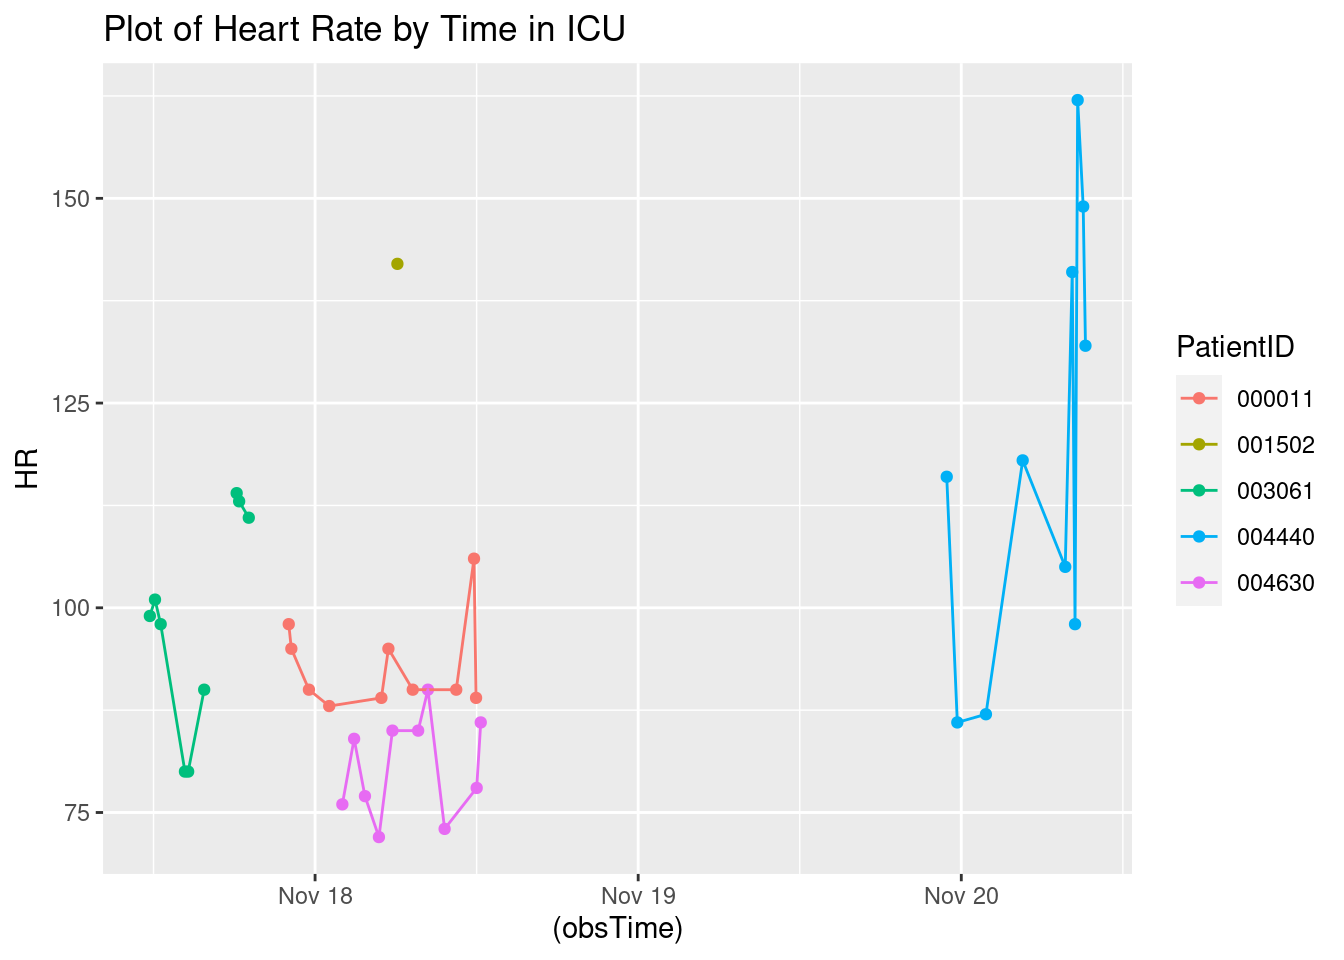 Plot of Heart Rate by Time in ICU
HR
150
125
100
75
Nov 18 Nov 19 Nov 20
(obsTime)
PatientID
000011
001502
003061
004440
004630